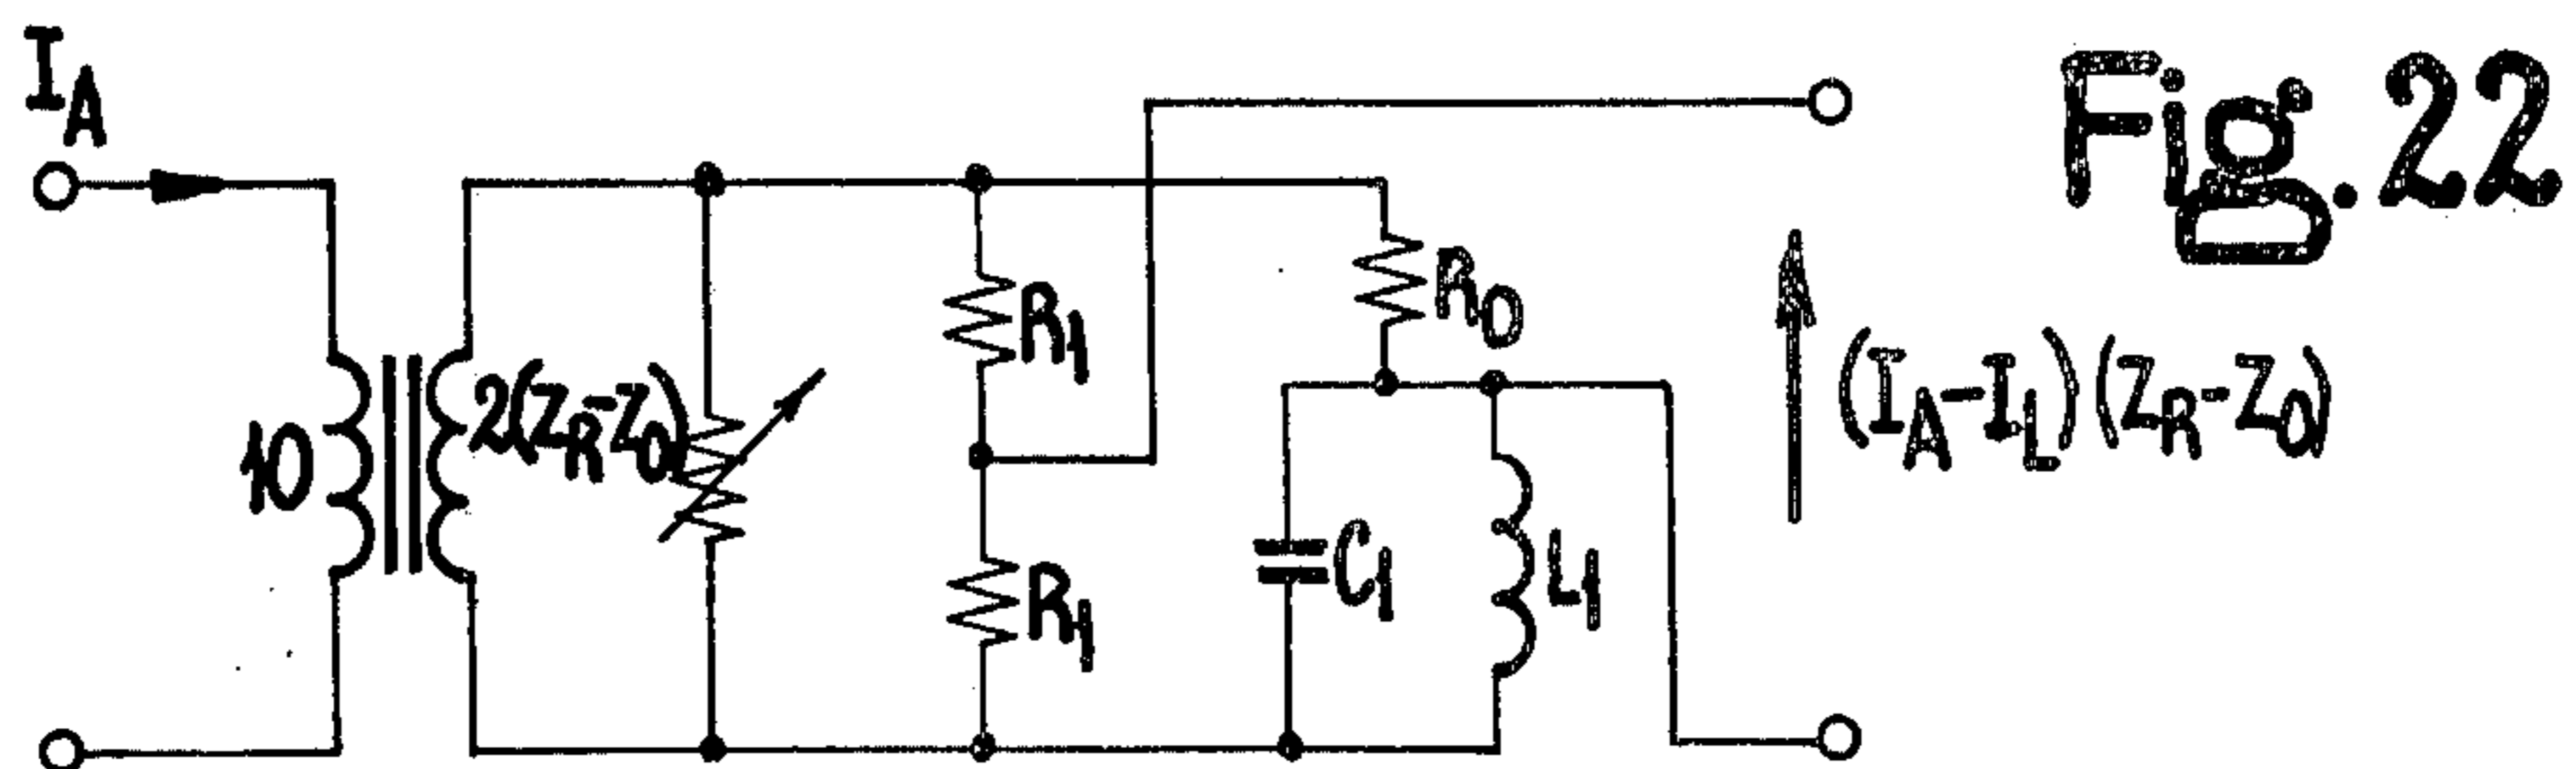 I_A
Fig. 22
10
2(Z_R-Z_0)
R_1
R_1
R_0
C_1
L_1
(I_A-I_L)(Z_R-Z_0)